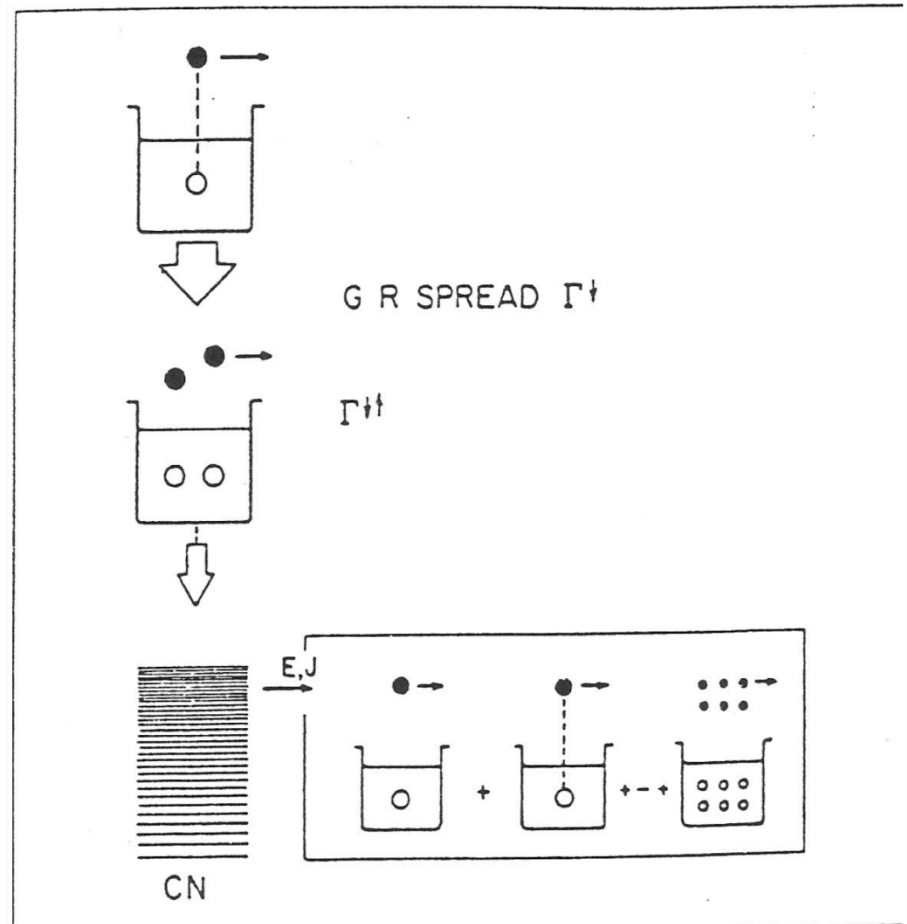 G R SPREAD Γ↓
Γ↓↑
E,J
+ + - +
CN